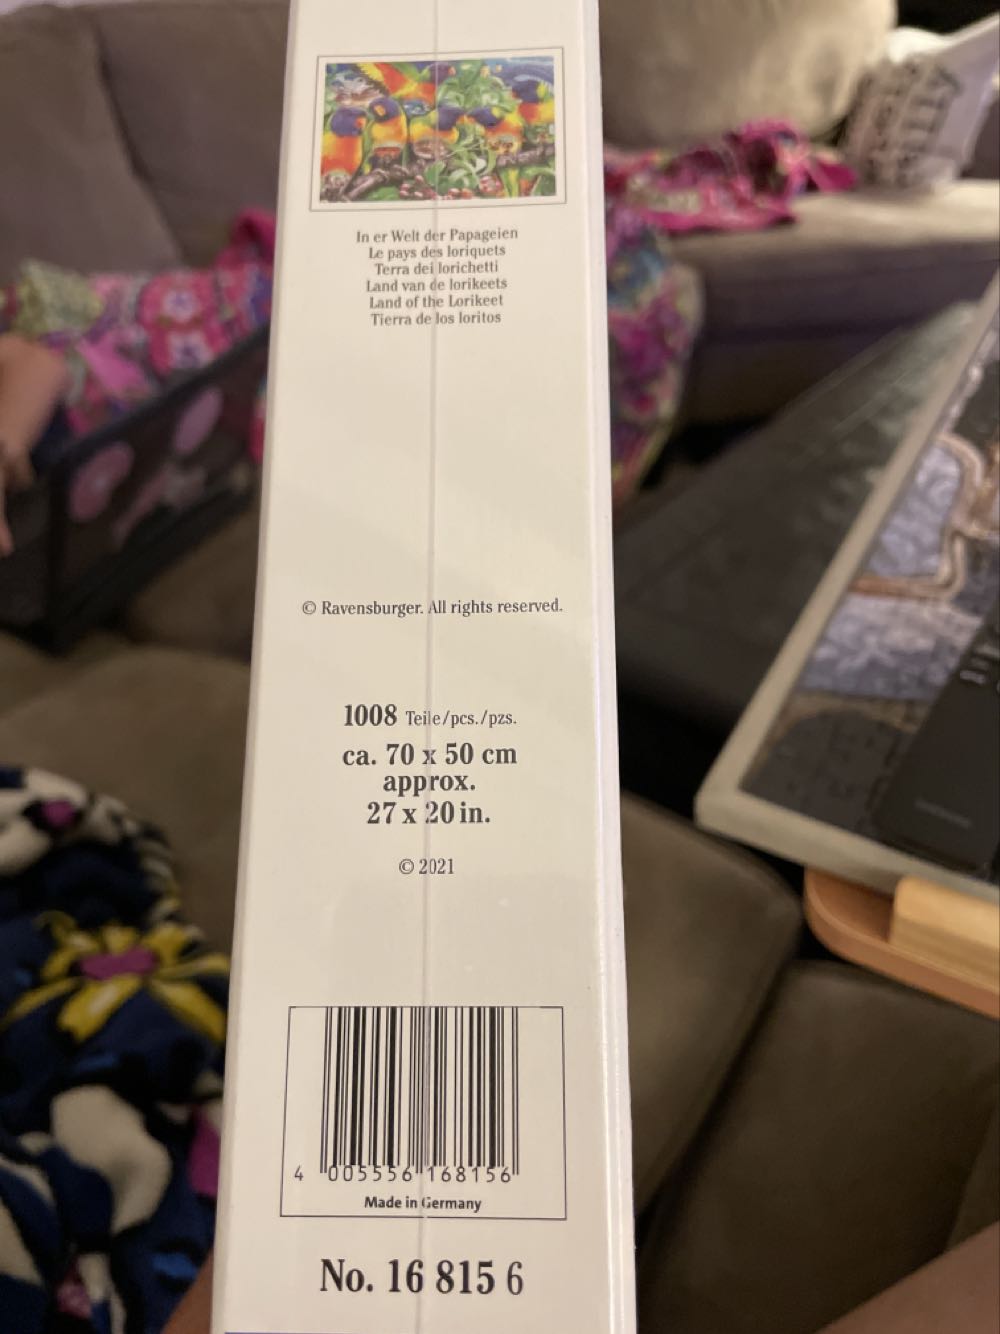 In er Welt der Papageien
Le pays des loriquets
Terra dei lorichetti
Land van de lorikeets
Land of the Lorikeet
Tierra de los loritos
© Ravensburger. All rights reserved.
1008 Teile/pcs./pzs.
ca. 70 x 50 cm
approx.
27 x 20 in.
© 2021
4 005556 168156
Made in Germany
No. 16 815 6